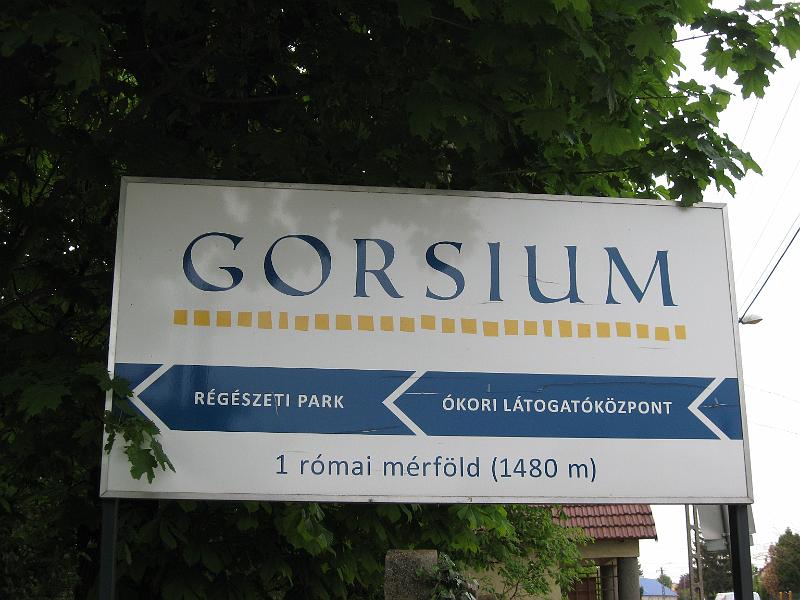 GORSIUM
RÉGÉSZETI PARK ÓKORI LÁTOGATÓKÖZPONT
1 római mérföld (1480 m)